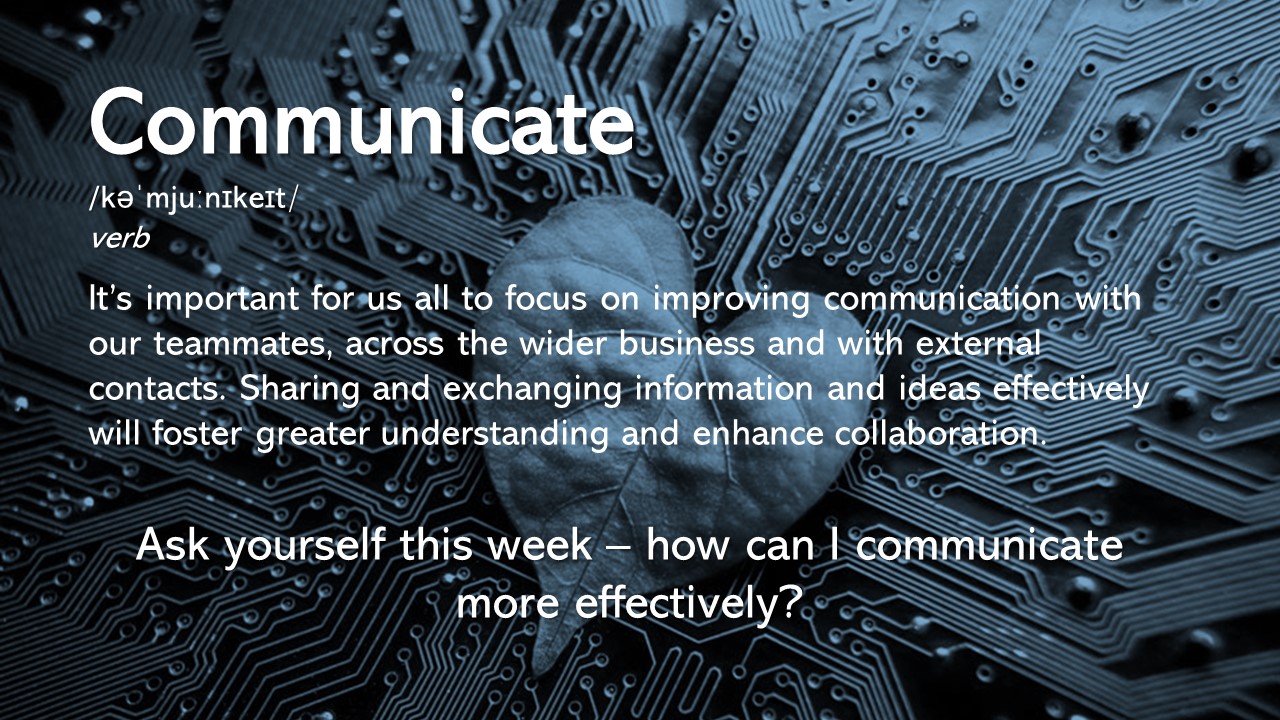 Communicate
/kəˈmjuːnɪkeɪt/
verb
It’s important for us all to focus on improving communication with
our teammates, across the wider business and with external
contacts. Sharing and exchanging information and ideas effectively
will foster greater understanding and enhance collaboration.
Ask yourself this week – how can I communicate
more effectively?